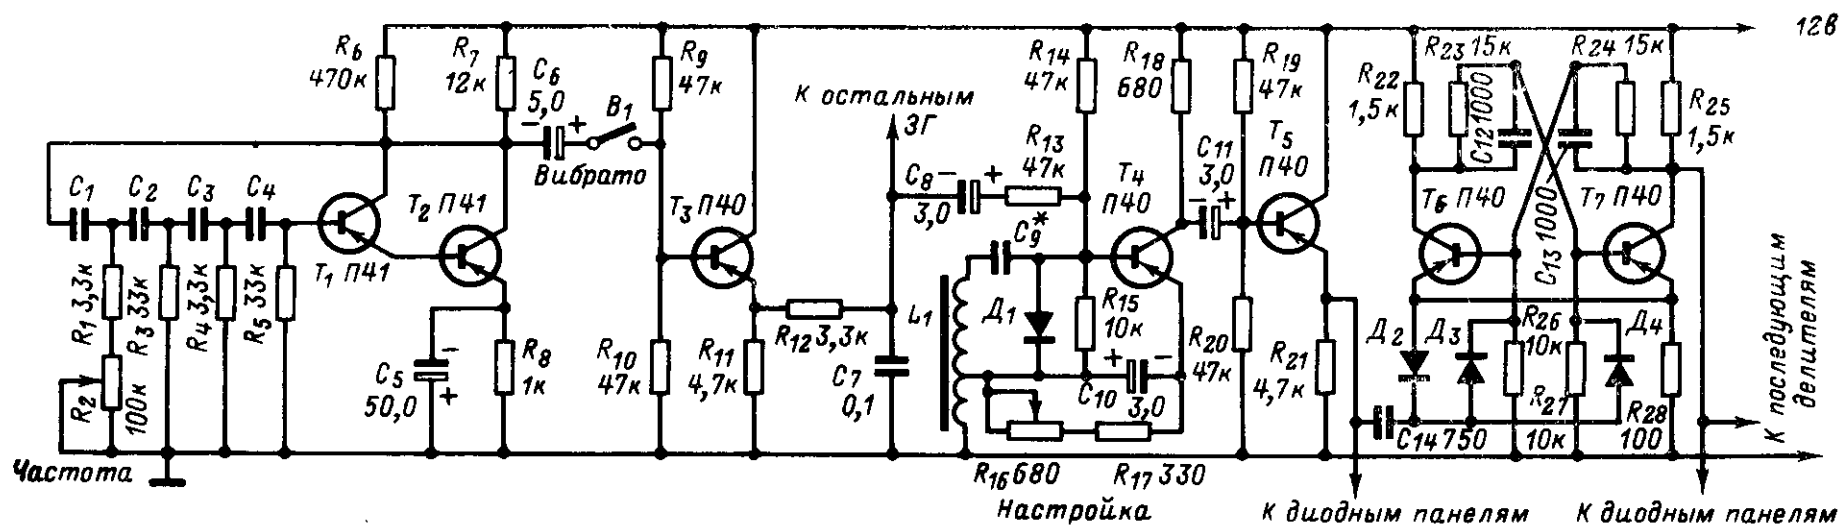 12В
R6
470к
R7
12к
C6
5,0
- +
В1
Вибрато
R9
47к
К остальным
ЗГ
R14
47к
R18
680
R19
47к
R13
47к
C8
- +
3,0
C9*
T4
П40
C11
3,0
- +
T5
П40
R22
1,5к
R23 15к
C12 1000
R24 15к
R25
1,5к
C13 1000
C1
C2
C3
C4
T1 П41
T2 П41
T3 П40
T6 П40
T7 П40
R1 3,3к
R3 33к
R4 3,3к
R5 33к
R2
100к
C5
50,0
-
+
R8
1к
R10
47к
R11
4,7к
R12 3,3к
C7
0,1
L1
Д1
R15
10к
+ -
C10
3,0
R16 680
R17 330
Настройка
R20
47к
R21
4,7к
Д2
Д3
R26
10к
Д4
R27
10к
R28
100
C14 750
Частота
К диодным панелям
К диодным панелям
К последующим
делителям